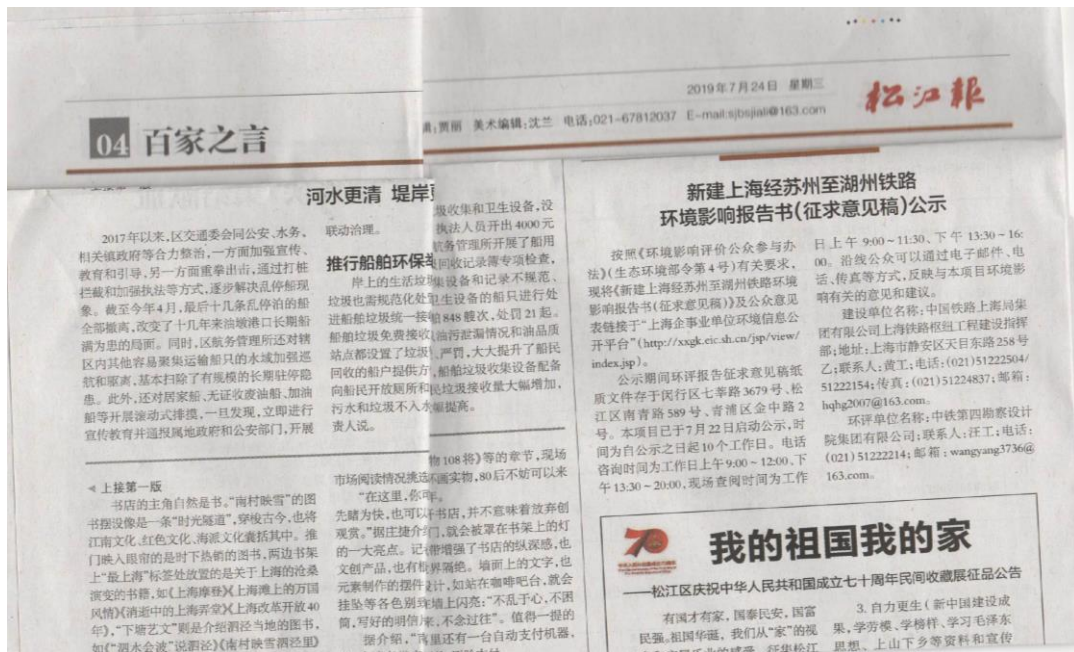 2019年7月24日 星期三
松江報
04 百家之言
:贾丽 美术编辑:沈兰 电话:021-67812037 E-mail:sjbsjiali@163.com
河水更清 堤岸
2017年以来,区交通委会同公安、水务、
相关镇政府等合力整治,一方面加强宣传、
教育和引导,另一方面重拳出击,通过打桩
拦截和加强执法等方式,逐步解决乱停船现
象。截至今年4月,最后十几条乱停泊的船
全部撤离,改变了十几年来油墩港口长期船
满为患的局面。同时,区航务管理所还对辖
区内其他容易聚集运输船只的水域加强巡
航和驱离,基本扫除了有规模的长期驻停隐
患。此外,还对居家船、无证收废油船、加油
船等开展滚动式排摸,一旦发现,立即进行
宣传教育并通报属地政府和公安部门,开展
联动治理。
推行船舶环保
岸上的生活垃
垃圾也需规范化处
进船舶垃圾统一接
船舶垃圾免费接收
站点都设置了垃圾
回收的船户提供方
向船民开放厕所和
污水和垃圾不入水
责人说。
圾收集和卫生设备,没
执法人员开出4000元
航务管理所开展了船用
回收记录簿专项检查,
集设备和记录不规范、
卫生设备的船只进行处
船848艘次,处罚21起。
油污泄漏情况和油品质
严罚,大大提升了船民
船舶垃圾收集设备配备
民垃圾接收量大幅增加,
幅提高。
◀ 上接第一版
书店的主角自然是书。“南村映雪”的图
书摆设像是一条“时光隧道”,穿梭古今,也将
江南文化、红色文化、海派文化囊括其中。推
门映入眼帘的是时下热销的图书,两边书架
上“最上海”标签处放置的是关于上海的沧桑
演变的书籍,如《上海摩登》《上海滩上的万国
风情》《消逝中的上海弄堂》《上海改革开放40
年》,“下塘艺文”则是介绍泗泾当地的图书,
如《“泗水会波”说泗泾》《南村映雪泗泾里》
市场阅读情况挑选
“在这里,你可
先睹为快,也可以
观赏。”据庄捷介
的一大亮点。记
文创产品,也有
元素制作的摆件
挂坠等各色别致
筒,写好的明信
据介绍,“
物108将》等的章节,现场
画实物,80后不妨可以来
书店,并不意味着放弃创
门,就会被罩在书架上的灯
带增强了书店的纵深感,也
界隔绝。墙面上的文字,也
计,如站在咖啡吧台,就会
墙上闪亮:“不乱于心,不困
来,不念过往”。值得一提的
里还有一台自动支付机器,
新建上海经苏州至湖州铁路
环境影响报告书(征求意见稿)公示
按照《环境影响评价公众参与办
法》(生态环境部令第4号)有关要求,
现将《新建上海经苏州至湖州铁路环境
影响报告书(征求意见稿)》及公众意见
表链接于“上海企事业单位环境信息公
开平台”(http://xxgk.eic.sh.cn/jsp/view/
index.jsp)。
公示期间环评报告征求意见稿纸
质文件存于闵行区七莘路3679号、松
江区南青路589号、青浦区金中路2
号。本项目已于7月22日启动公示,时
间为自公示之日起10个工作日。电话
咨询时间为工作日上午9:00~12:00、下
午13:30~20:00,现场查阅时间为工作
日上午9:00~11:30、下午13:30~16:
00。沿线公众可以通过电子邮件、电
话、传真等方式,反映与本项目环境影
响有关的意见和建议。
建设单位名称:中国铁路上海局集
团有限公司上海铁路枢纽工程建设指挥
部;地址:上海市静安区天目东路258号
乙;联系人:黄工;电话:(021)51222504/
51222154;传真:(021)51224837;邮箱:
hqhg2007@163.com。
环评单位名称:中铁第四勘察设计
院集团有限公司;联系人:汪工;电话:
(021)51222214;邮箱:wangyang3736@
163.com。
70
我的祖国我的家
——松江区庆祝中华人民共和国成立七十周年民间收藏展征品公告
有国才有家,国泰民安,国富
民强。祖国华诞,我们从“家”的视
3. 自力更生(新中国建设成
果,学劳模、学榜样、学习毛泽东
思想、上山下乡等资料和宣传